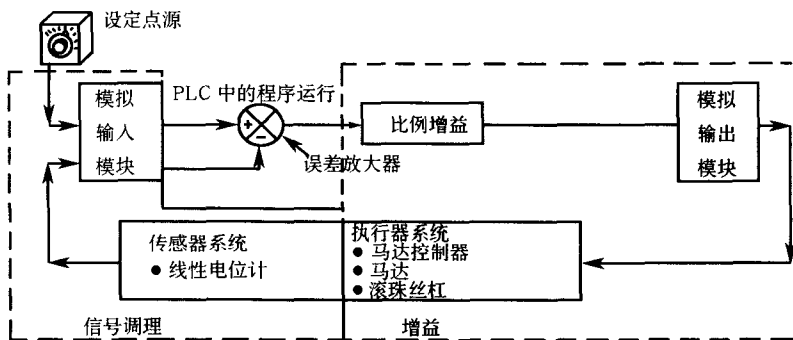 设定点源
PLC 中的程序运行
模拟
输入
模块
+
−
误差放大器
比例增益
模拟
输出
模块
传感器系统
● 线性电位计
执行器系统
● 马达控制器
● 马达
● 滚珠丝杠
信号调理
增益